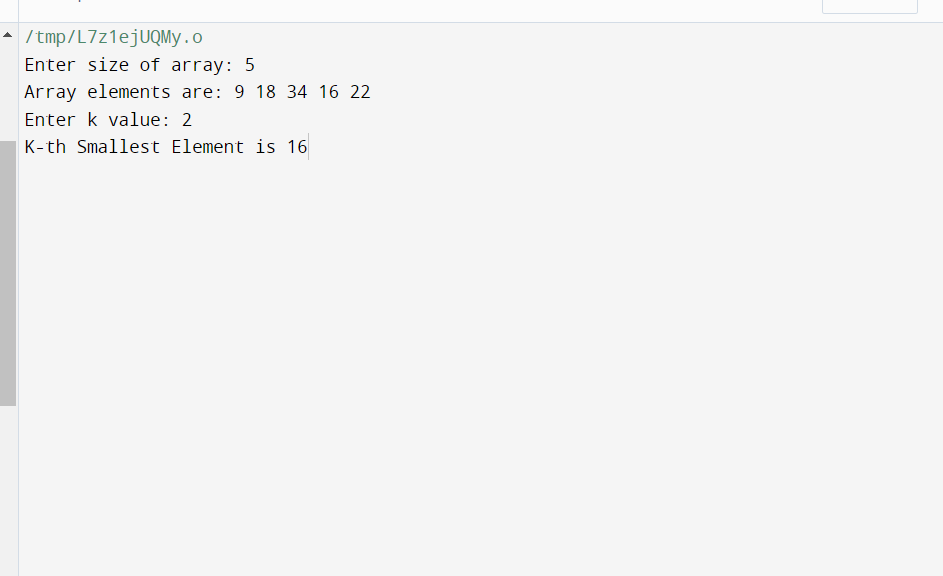 /tmp/L7z1ejUQMy.o
Enter size of array: 5
Array elements are: 9 18 34 16 22
Enter k value: 2
K-th Smallest Element is 16